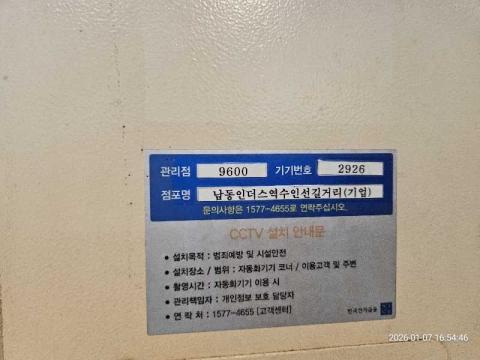 관리점 9600 기기번호 2926
점포명 남동인더스역수인선길거리(기업)
문의사항은 1577-4655로 연락주십시오.
CCTV 설치 안내문
• 설치목적 : 범죄예방 및 시설안전
• 설치장소 / 범위 : 자동화기기 코너 / 이용고객 및 주변
• 촬영시간 : 자동화기기 이용 시
• 관리책임자 : 개인정보 보호 담당자
• 연 락 처 : 1577-4655 [고객센터]
한국전자금융
2026-01-07 16:54:46